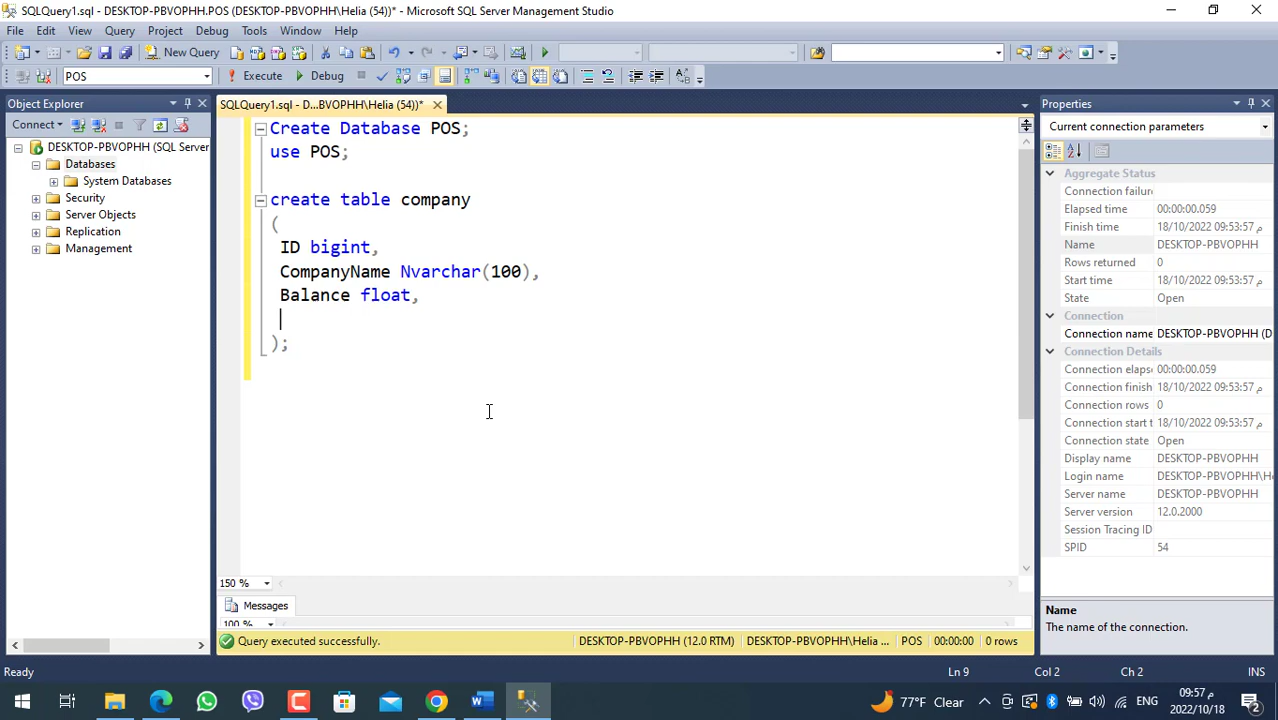 SQLQuery1.sql - DESKTOP-PBVOPHH.POS (DESKTOP-PBVOPHH\Helia (54))* - Microsoft SQL Server Management Studio
File Edit View Query Project Debug Tools Window Help
New Query
POS Execute Debug
Object Explorer
Connect
DESKTOP-PBVOPHH (SQL Server
Databases
System Databases
Security
Server Objects
Replication
Management
SQLQuery1.sql - D...BVOPHH\Helia (54))*
Create Database POS;
use POS;
create table company
(
ID bigint,
CompanyName Nvarchar(100),
Balance float,
);
150 %
Messages
100 %
Query executed successfully. DESKTOP-PBVOPHH (12.0 RTM) DESKTOP-PBVOPHH\Helia ... POS 00:00:00 0 rows
Properties
Current connection parameters
Aggregate Status
Connection failure
Elapsed time 00:00:00.059
Finish time 18/10/2022 09:53:57 م
Name DESKTOP-PBVOPHH
Rows returned 0
Start time 18/10/2022 09:53:57 م
State Open
Connection
Connection name DESKTOP-PBVOPHH (D
Connection Details
Connection elaps 00:00:00.059
Connection finish 18/10/2022 09:53:57 م
Connection rows 0
Connection start t 18/10/2022 09:53:57 م
Connection state Open
Display name DESKTOP-PBVOPHH
Login name DESKTOP-PBVOPHH\He
Server name DESKTOP-PBVOPHH
Server version 12.0.2000
Session Tracing ID
SPID 54
Name
The name of the connection.
Ready Ln 9 Col 2 Ch 2 INS
77°F Clear ENG 09:57 م
2022/10/18
2